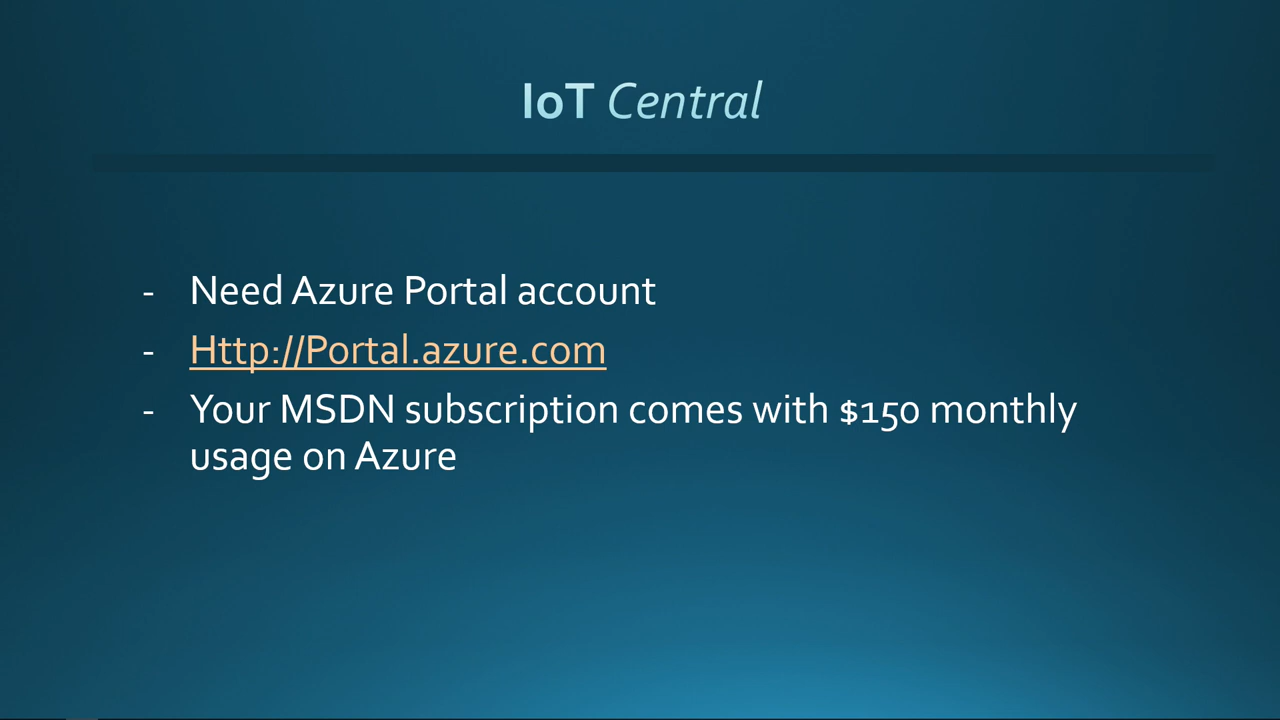 IoT Central
- Need Azure Portal account
- Http://Portal.azure.com
- Your MSDN subscription comes with $150 monthly
usage on Azure